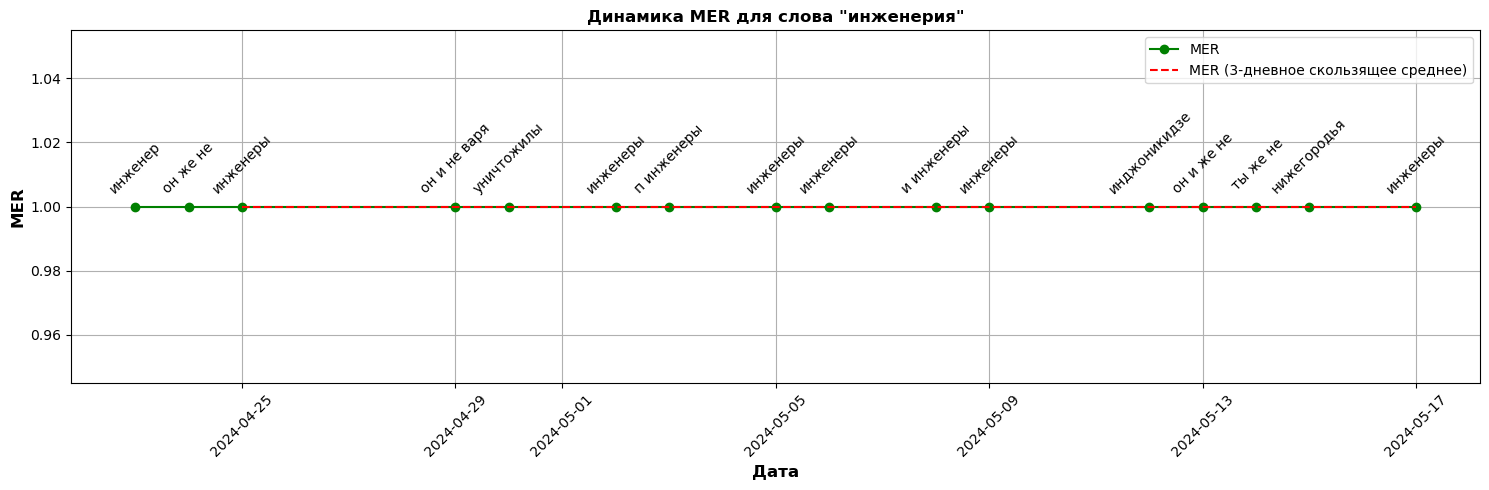 Динамика MER для слова "инженерия"
MER
MER (3-дневное скользящее среднее)
1.04
1.02
1.00
0.98
0.96
MER
инженер
он же не
инженеры
он и не варя
уничтожилы
инженеры
п инженеры
инженеры
инженеры
и инженеры
инженеры
инджоникидзе
он и же не
ты же не
нижегородья
инженеры
2024-04-25
2024-04-29
2024-05-01
2024-05-05
2024-05-09
2024-05-13
2024-05-17
Дата